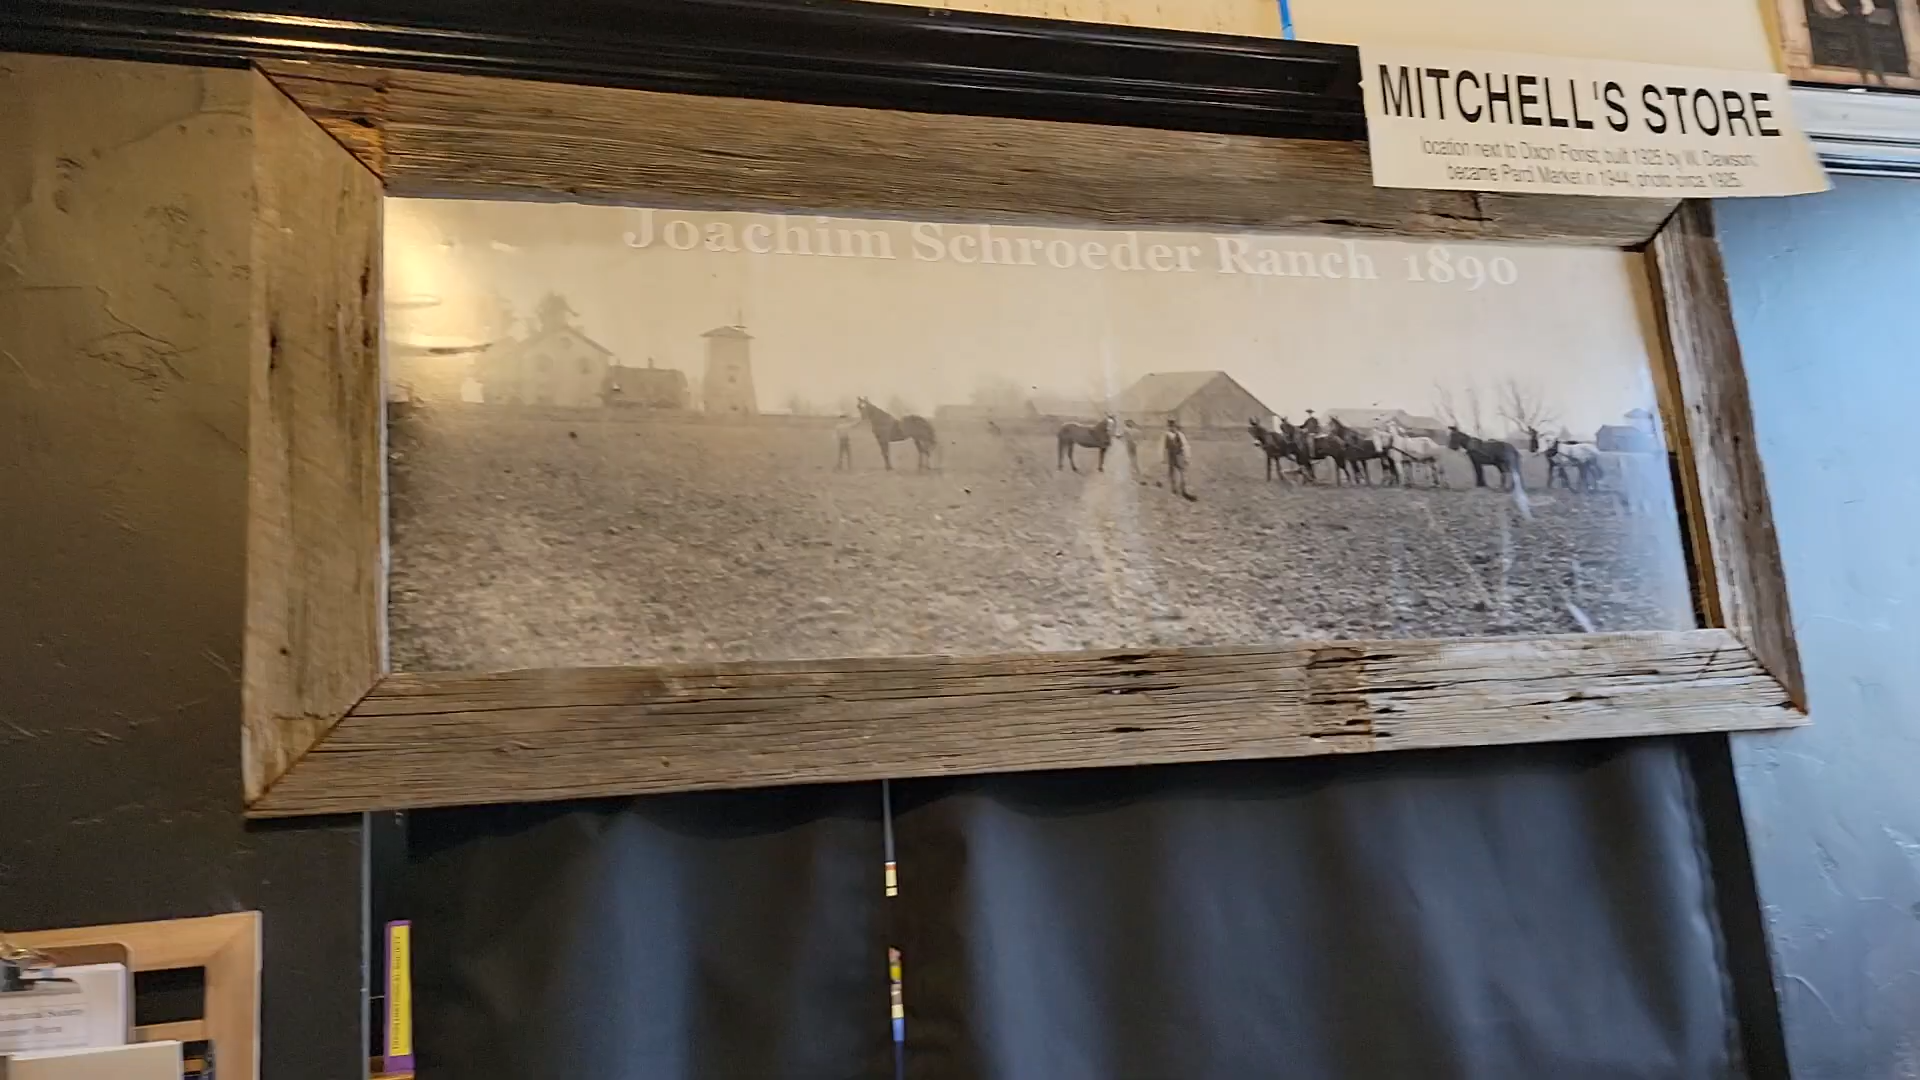 MITCHELL'S STORE
location next to Dixon Florist; built 1925 by W. Dawson;
became Pardi Market in 1944; photo circa 1925.
Joachim Schroeder Ranch 1890